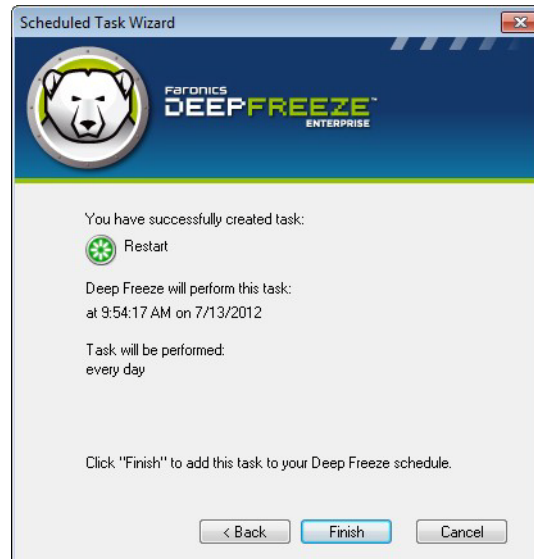 Scheduled Task Wizard
Faronics
DEEPFREEZE™
ENTERPRISE
You have successfully created task:
Restart
Deep Freeze will perform this task:
at 9:54:17 AM on 7/13/2012
Task will be performed:
every day
Click "Finish" to add this task to your Deep Freeze schedule.
< Back Finish Cancel